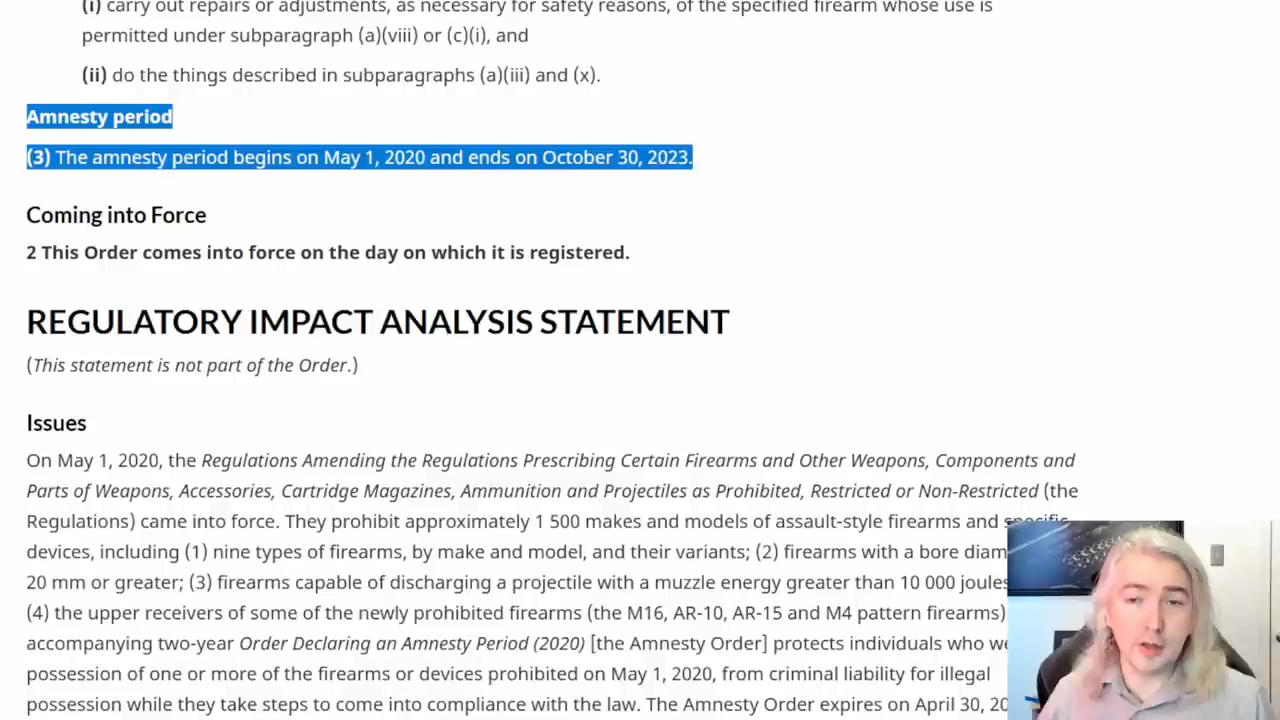 (i) carry out repairs or adjustments, as necessary for safety reasons, of the specified firearm whose use is
permitted under subparagraph (a)(viii) or (c)(i), and
(ii) do the things described in subparagraphs (a)(iii) and (x).
Amnesty period
(3) The amnesty period begins on May 1, 2020 and ends on October 30, 2023.
Coming into Force
2 This Order comes into force on the day on which it is registered.
REGULATORY IMPACT ANALYSIS STATEMENT
(This statement is not part of the Order.)
Issues
On May 1, 2020, the Regulations Amending the Regulations Prescribing Certain Firearms and Other Weapons, Components and
Parts of Weapons, Accessories, Cartridge Magazines, Ammunition and Projectiles as Prohibited, Restricted or Non-Restricted (the
Regulations) came into force. They prohibit approximately 1 500 makes and models of assault-style firearms and specific
devices, including (1) nine types of firearms, by make and model, and their variants; (2) firearms with a bore diam
20 mm or greater; (3) firearms capable of discharging a projectile with a muzzle energy greater than 10 000 joules
(4) the upper receivers of some of the newly prohibited firearms (the M16, AR-10, AR-15 and M4 pattern firearms)
accompanying two-year Order Declaring an Amnesty Period (2020) [the Amnesty Order] protects individuals who we
possession of one or more of the firearms or devices prohibited on May 1, 2020, from criminal liability for illegal
possession while they take steps to come into compliance with the law. The Amnesty Order expires on April 30, 20